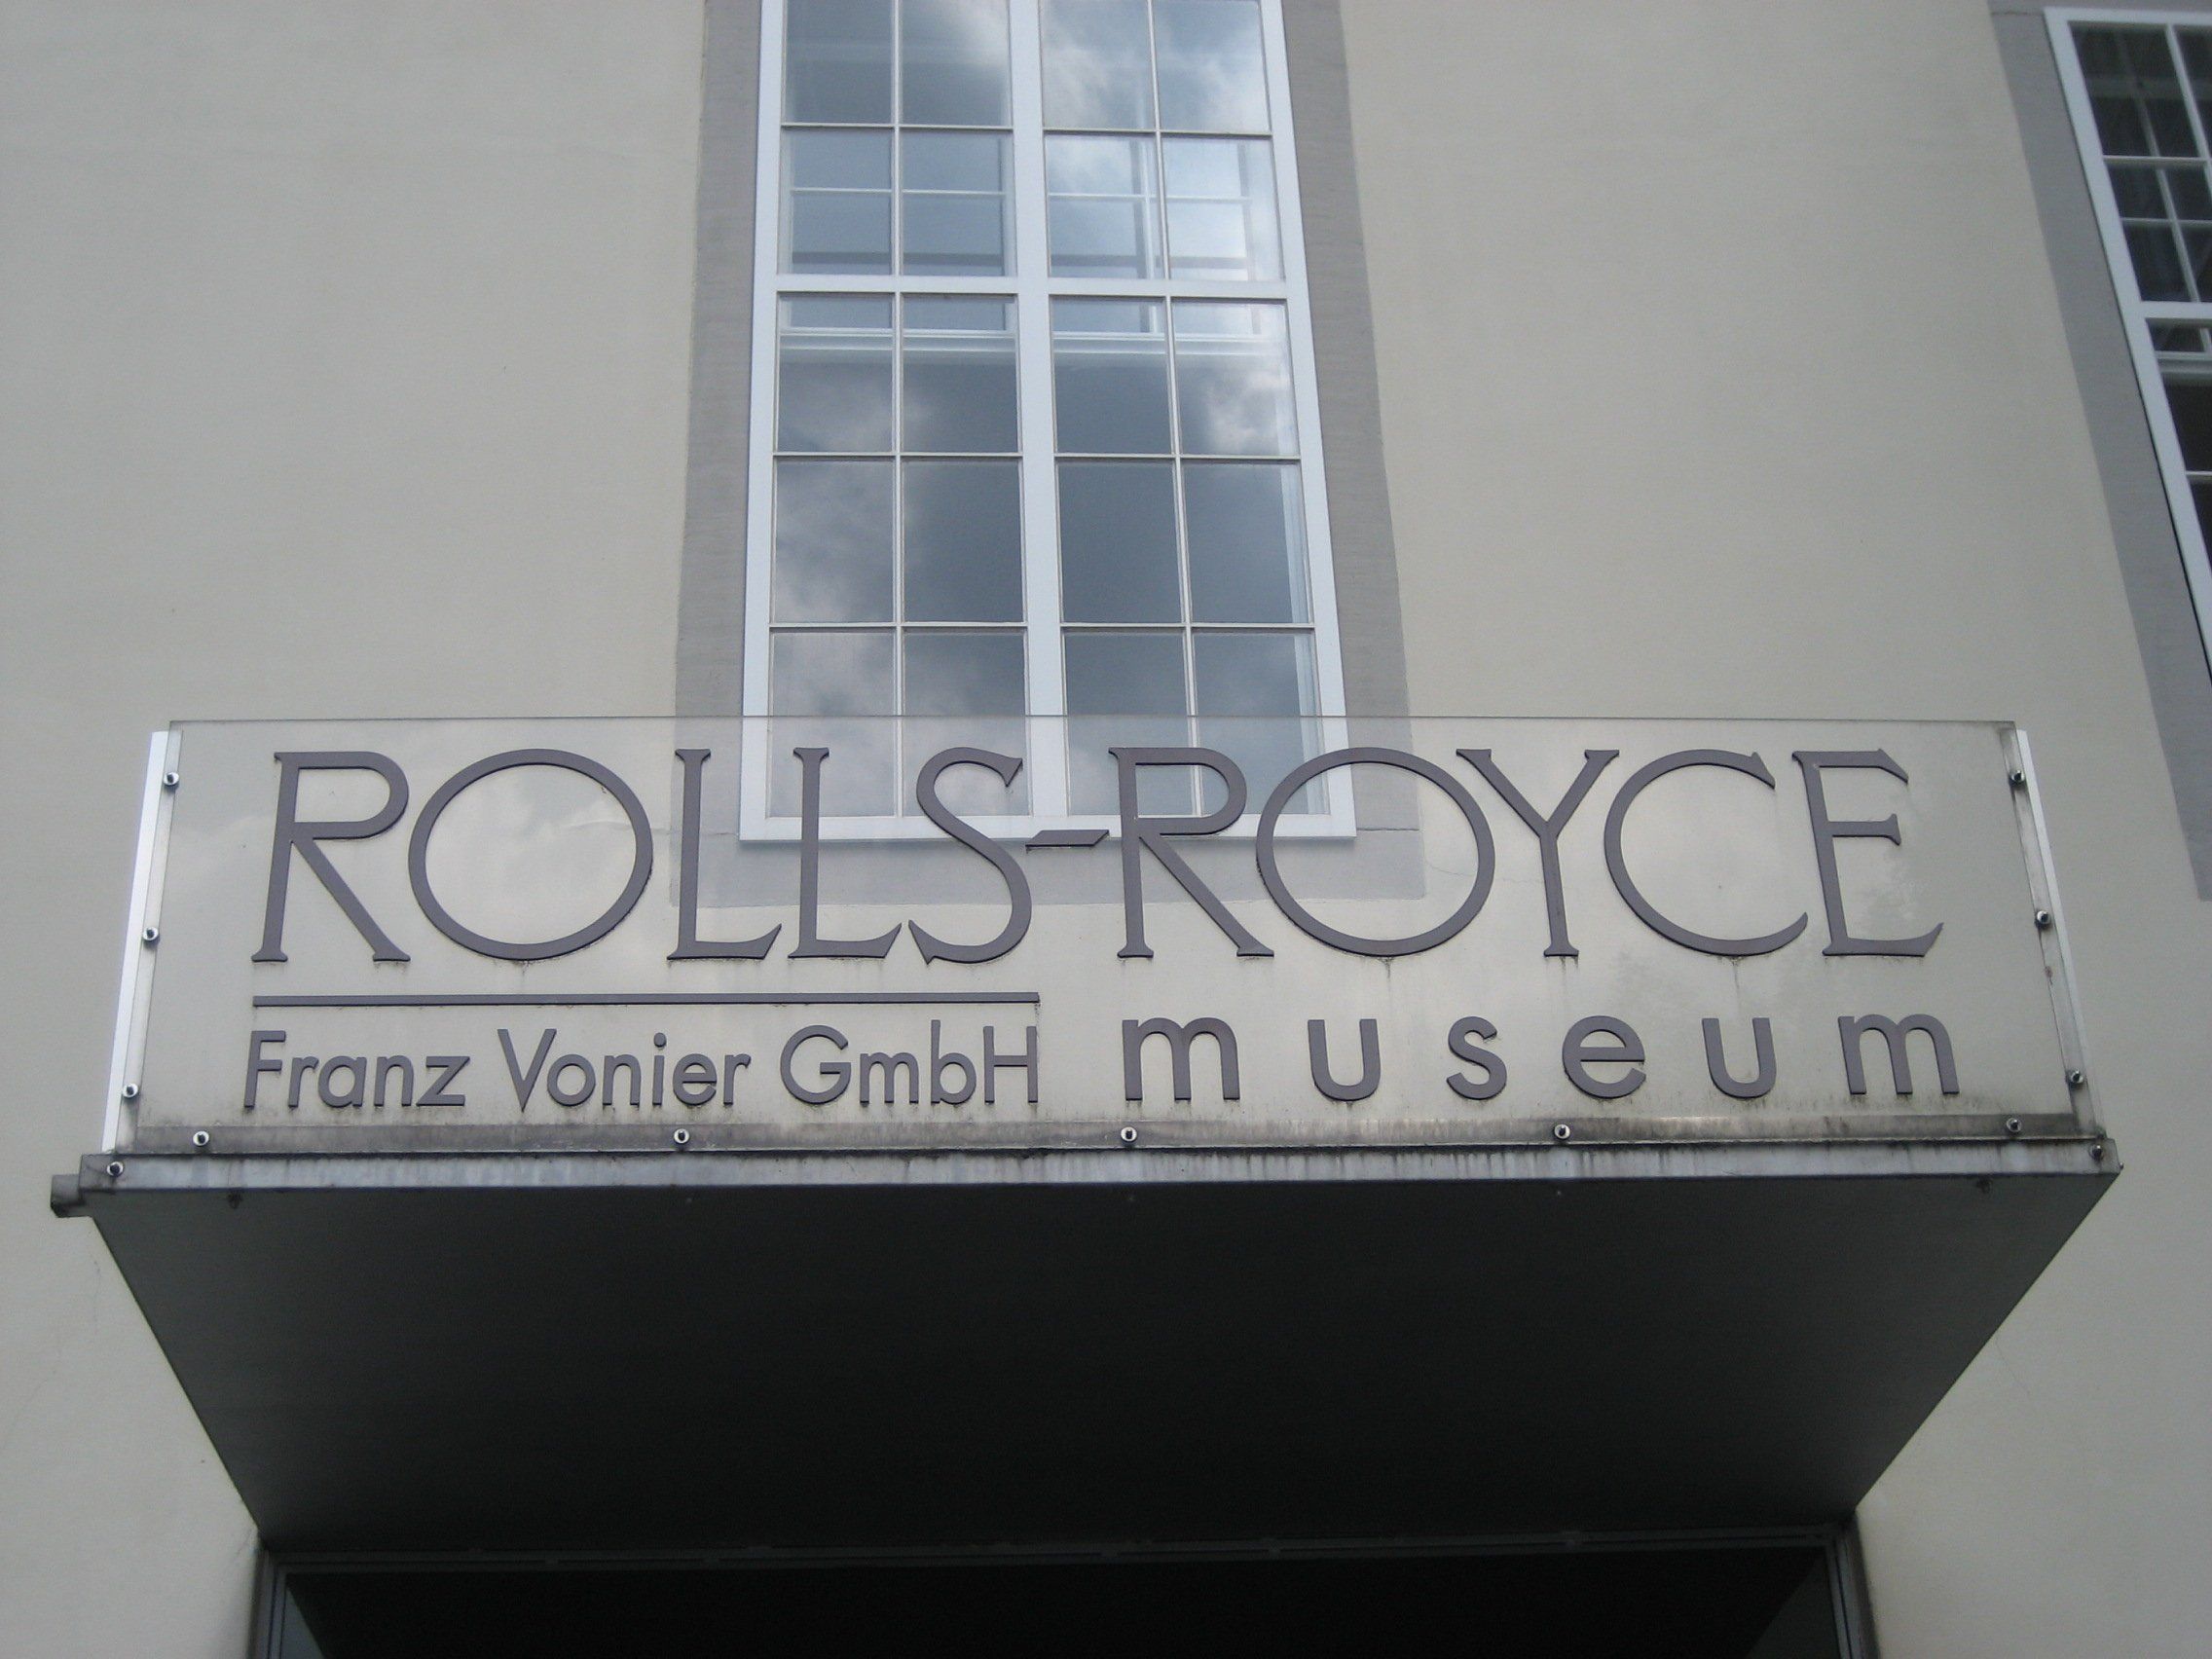 ROLLS-ROYCE
Franz Vonier GmbH museum